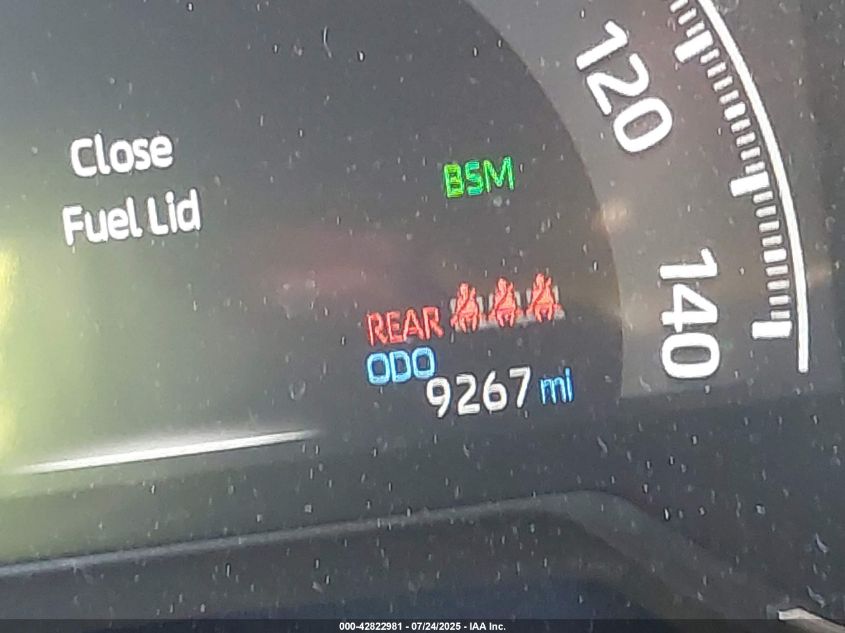 120
Close
BSM
Fuel Lid
140
REAR
ODO
9267 mi
000-42822981 - 07/24/2025 - IAA Inc.